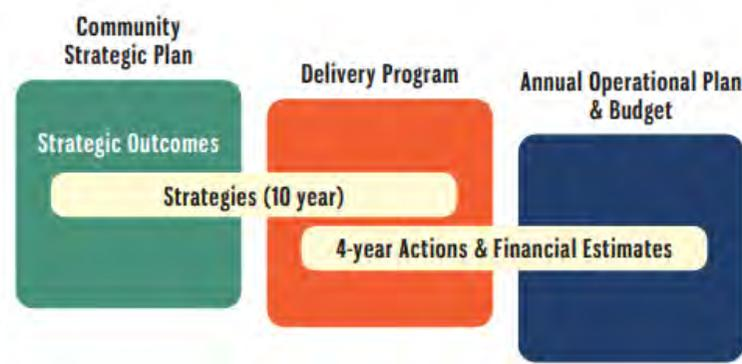 Community
Strategic Plan
Delivery Program
Annual Operational Plan
& Budget
Strategic Outcomes
Strategies (10 year)
4-year Actions & Financial Estimates